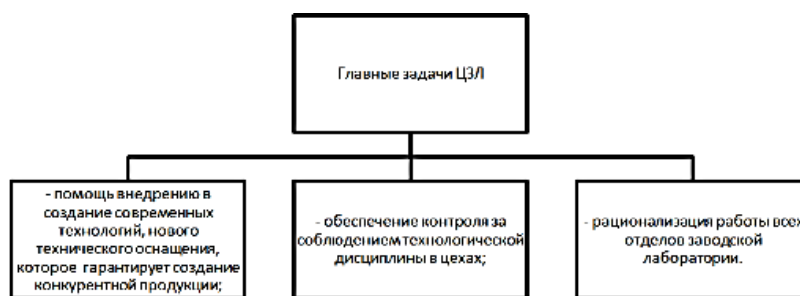 Главные задачи ЦЗЛ
- помощь внедрению в
создание современных
технологий, нового
технического оснащения,
которое гарантирует создание
конкурентной продукции;
- обеспечение контроля за
соблюдением технологической
дисциплины в цехах;
- рационализация работы всех
отделов заводской
лаборатории.